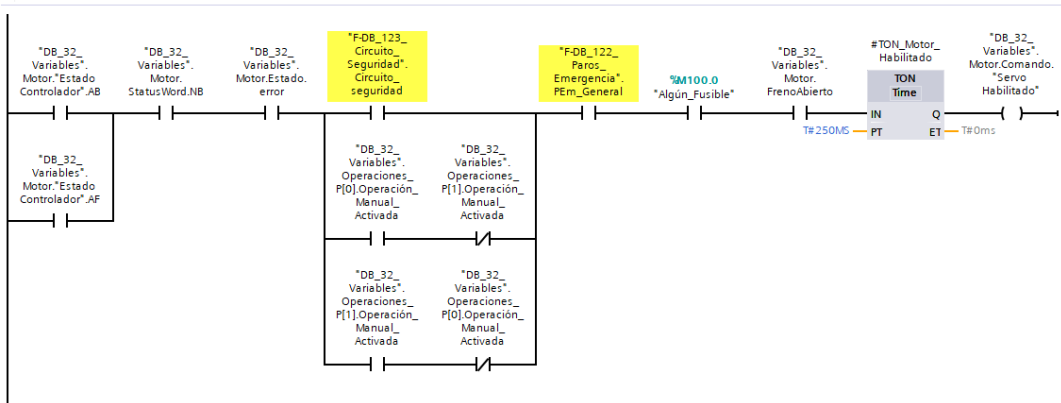 "DB_32_
Variables".
Motor."Estado
Controlador".AB
"DB_32_
Variables".
Motor.
StatusWord.NB
"DB_32_
Variables".
Motor.Estado.
error
"F-DB_123_
Circuito_
Seguridad".
Circuito_
seguridad
"F-DB_122_
Paros_
Emergencia".
PEm_General
%M100.0
"Algún_Fusible"
"DB_32_
Variables".
Motor.
FrenoAbierto
#TON_Motor_
Habilitado
TON
Time
IN
Q
T#250MS
PT
ET
T#0ms
"DB_32_
Variables".
Motor.Comando.
"Servo
Habilitado"
"DB_32_
Variables".
Motor."Estado
Controlador".AF
"DB_32_
Variables".
Operaciones_
P[0].Operación_
Manual_
Activada
"DB_32_
Variables".
Operaciones_
P[1].Operación_
Manual_
Activada
"DB_32_
Variables".
Operaciones_
P[1].Operación_
Manual_
Activada
"DB_32_
Variables".
Operaciones_
P[0].Operación_
Manual_
Activada